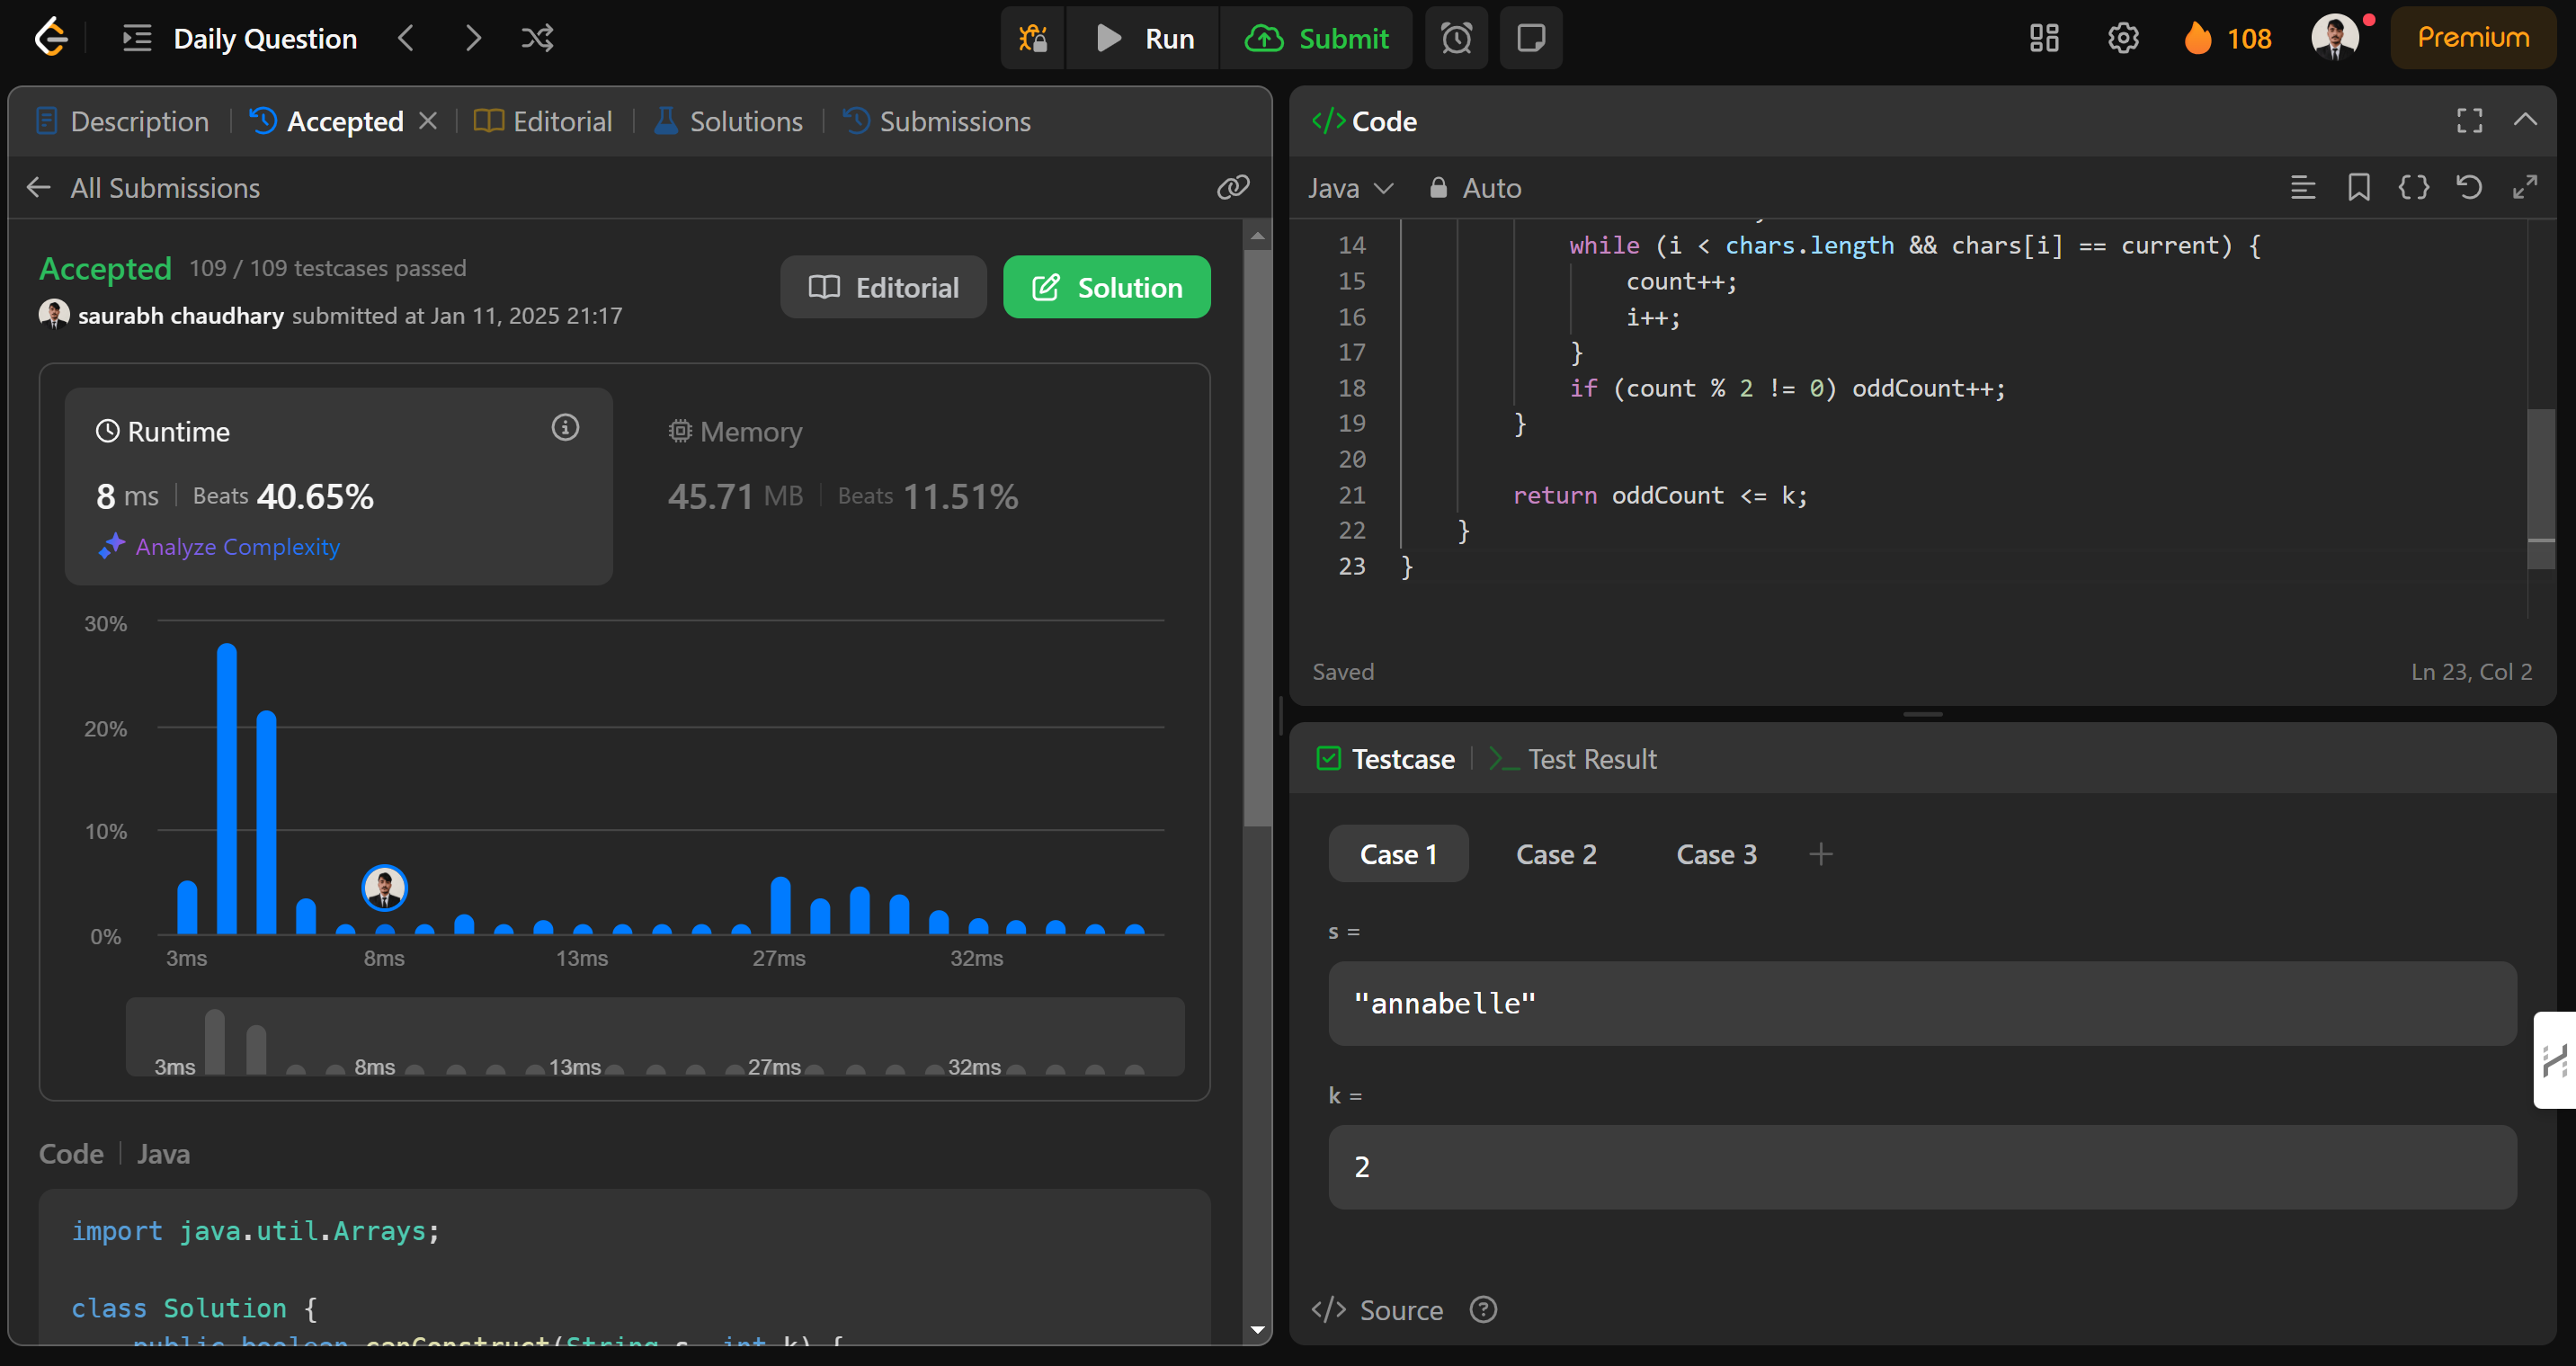 Daily Question
Run
Submit
108
Premium
Description
Accepted
Editorial
Solutions
Submissions
All Submissions
Accepted 109 / 109 testcases passed
saurabh chaudhary submitted at Jan 11, 2025 21:17
Editorial
Solution
Runtime
8 ms Beats 40.65%
Analyze Complexity
Memory
45.71 MB Beats 11.51%
30%
20%
10%
0%
3ms 8ms 13ms 27ms 32ms
3ms 8ms 13ms 27ms 32ms
Code Java
import java.util.Arrays;
class Solution {
public boolean canConstruct(String s, int k) {
</> Code
Java Auto
14 while (i < chars.length && chars[i] == current) {
15 count++;
16 i++;
17 }
18 if (count % 2 != 0) oddCount++;
19 }
20
21 return oddCount <= k;
22 }
23 }
Saved
Ln 23, Col 2
Testcase
Test Result
Case 1
Case 2
Case 3
s =
"annabelle"
k =
2
</> Source